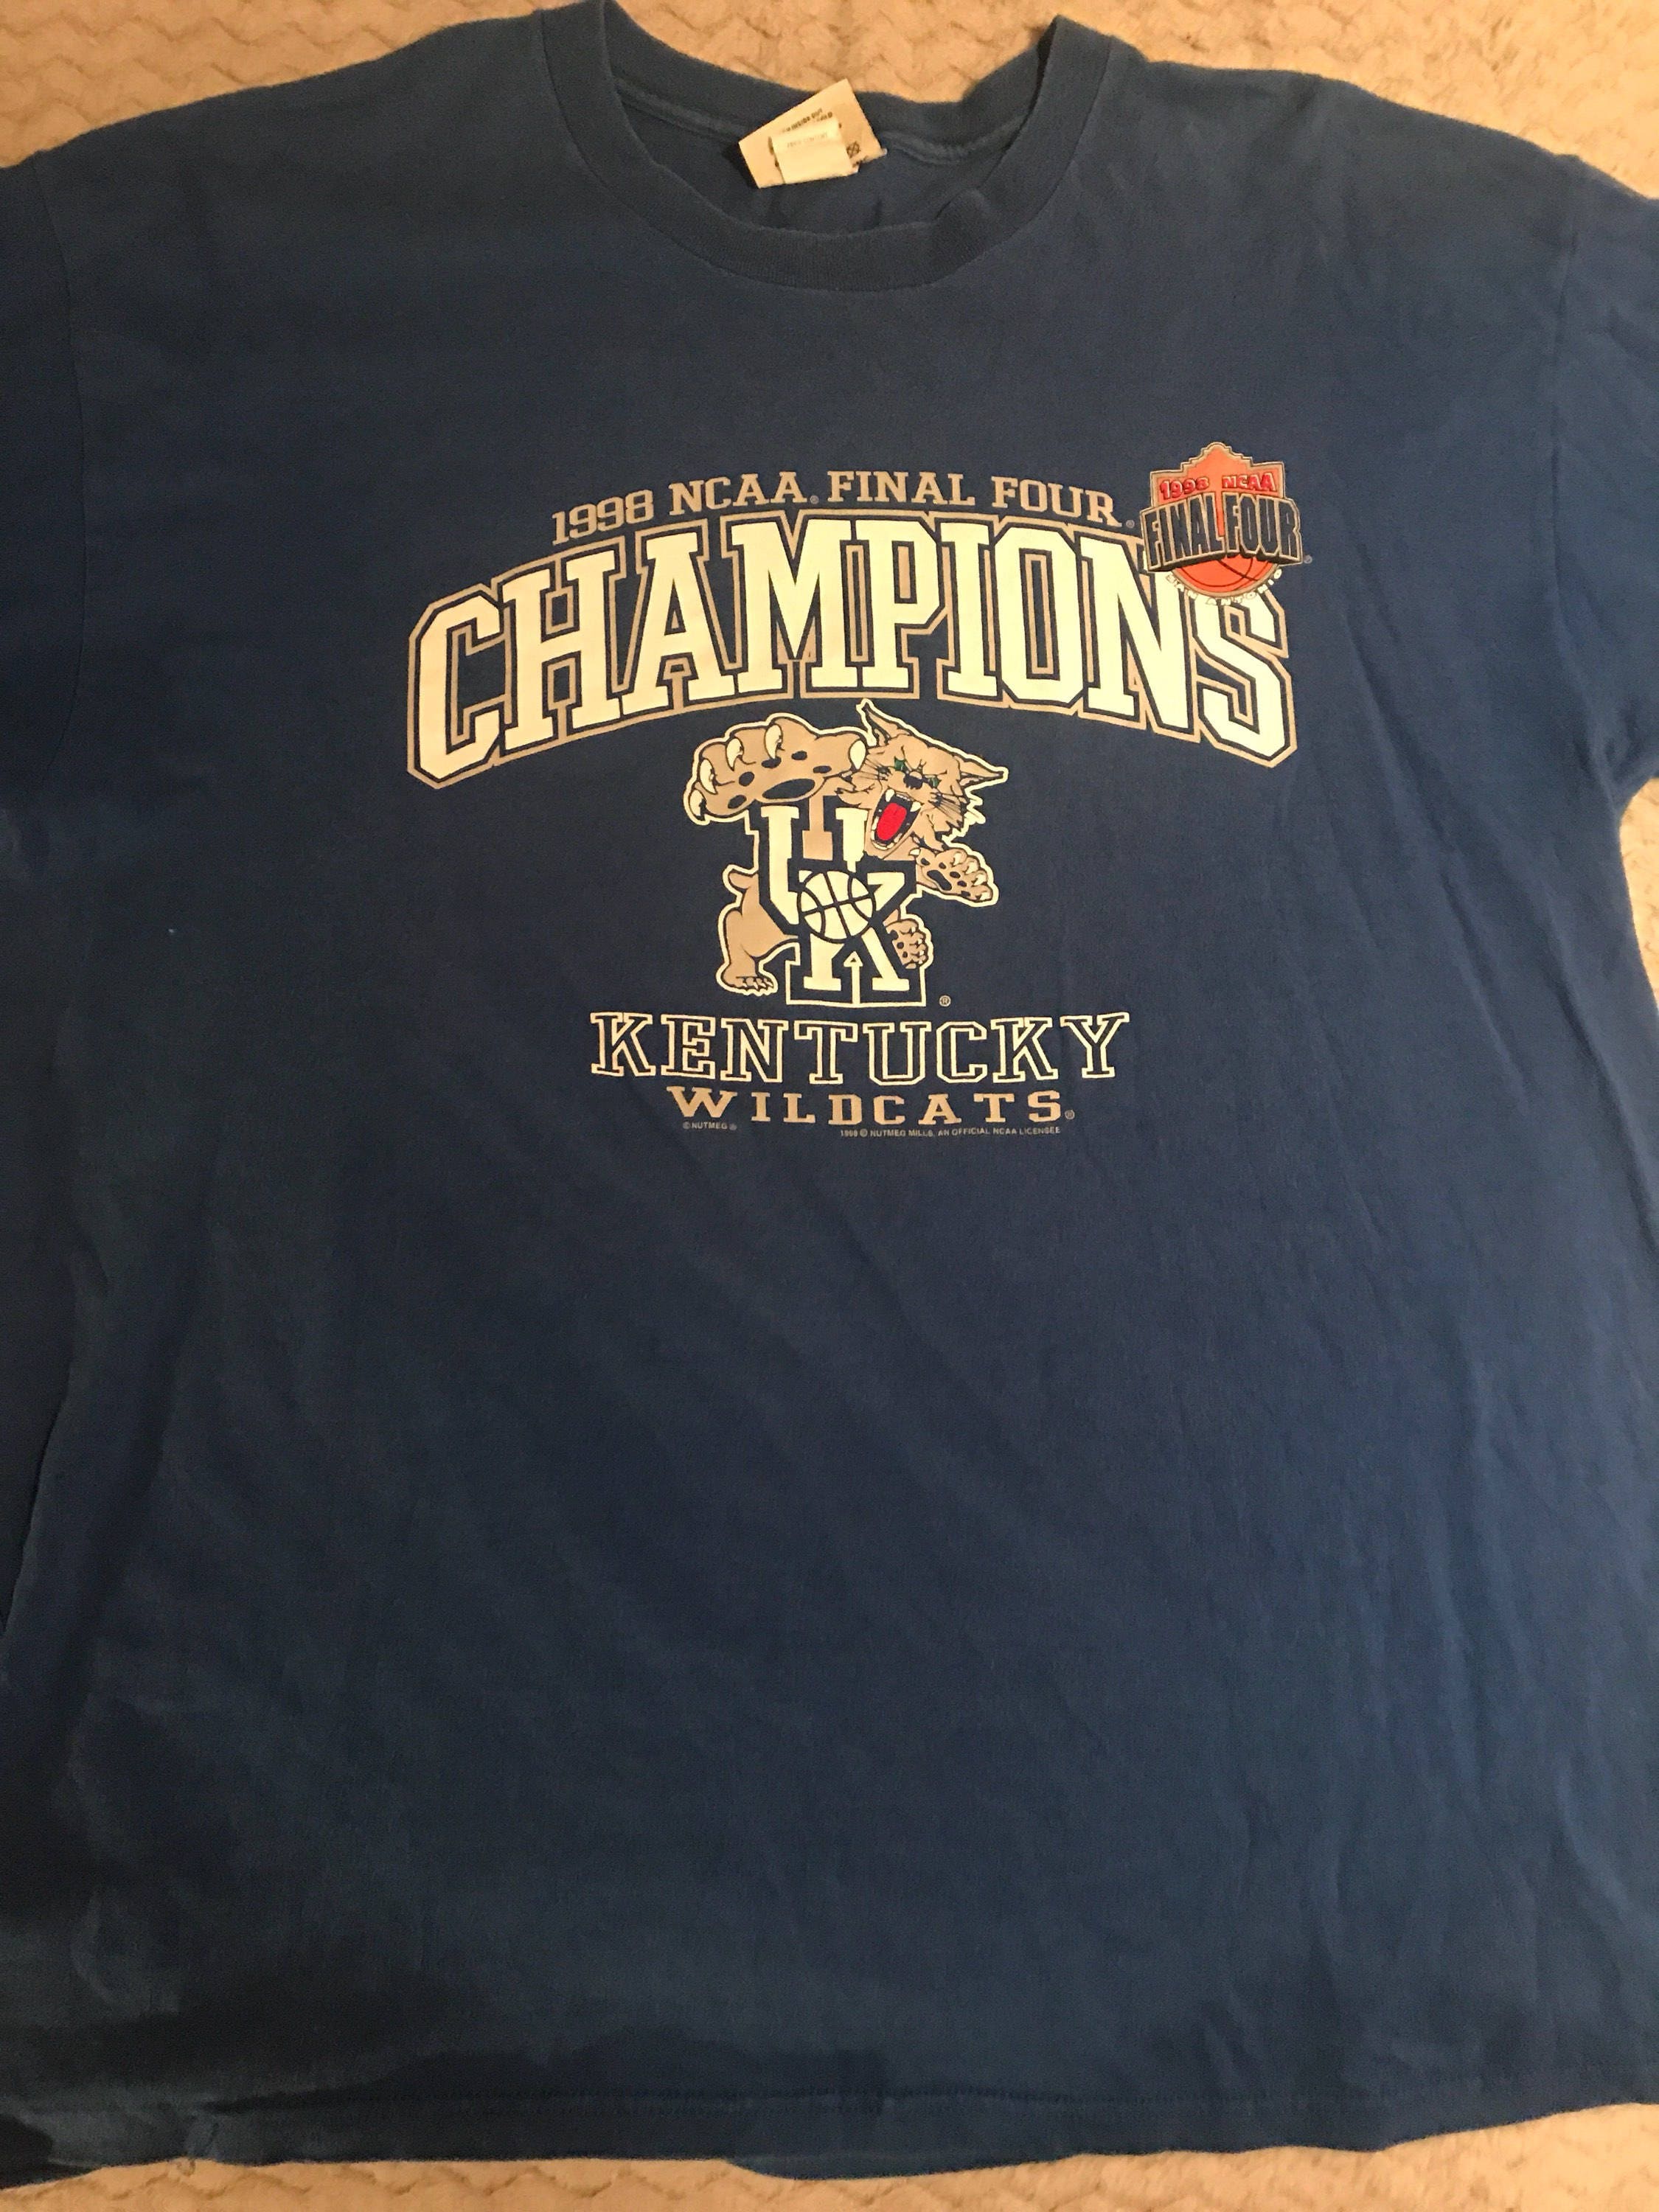 1998 NCAA® FINAL FOUR®
1998 NCAA
FINAL FOUR®
CHAMPIONS
UK
®
KENTUCKY
WILDCATS®
© NUTMEG ®
1998 © NUTMEG MILLS, AN OFFICIAL NCAA LICENSEE